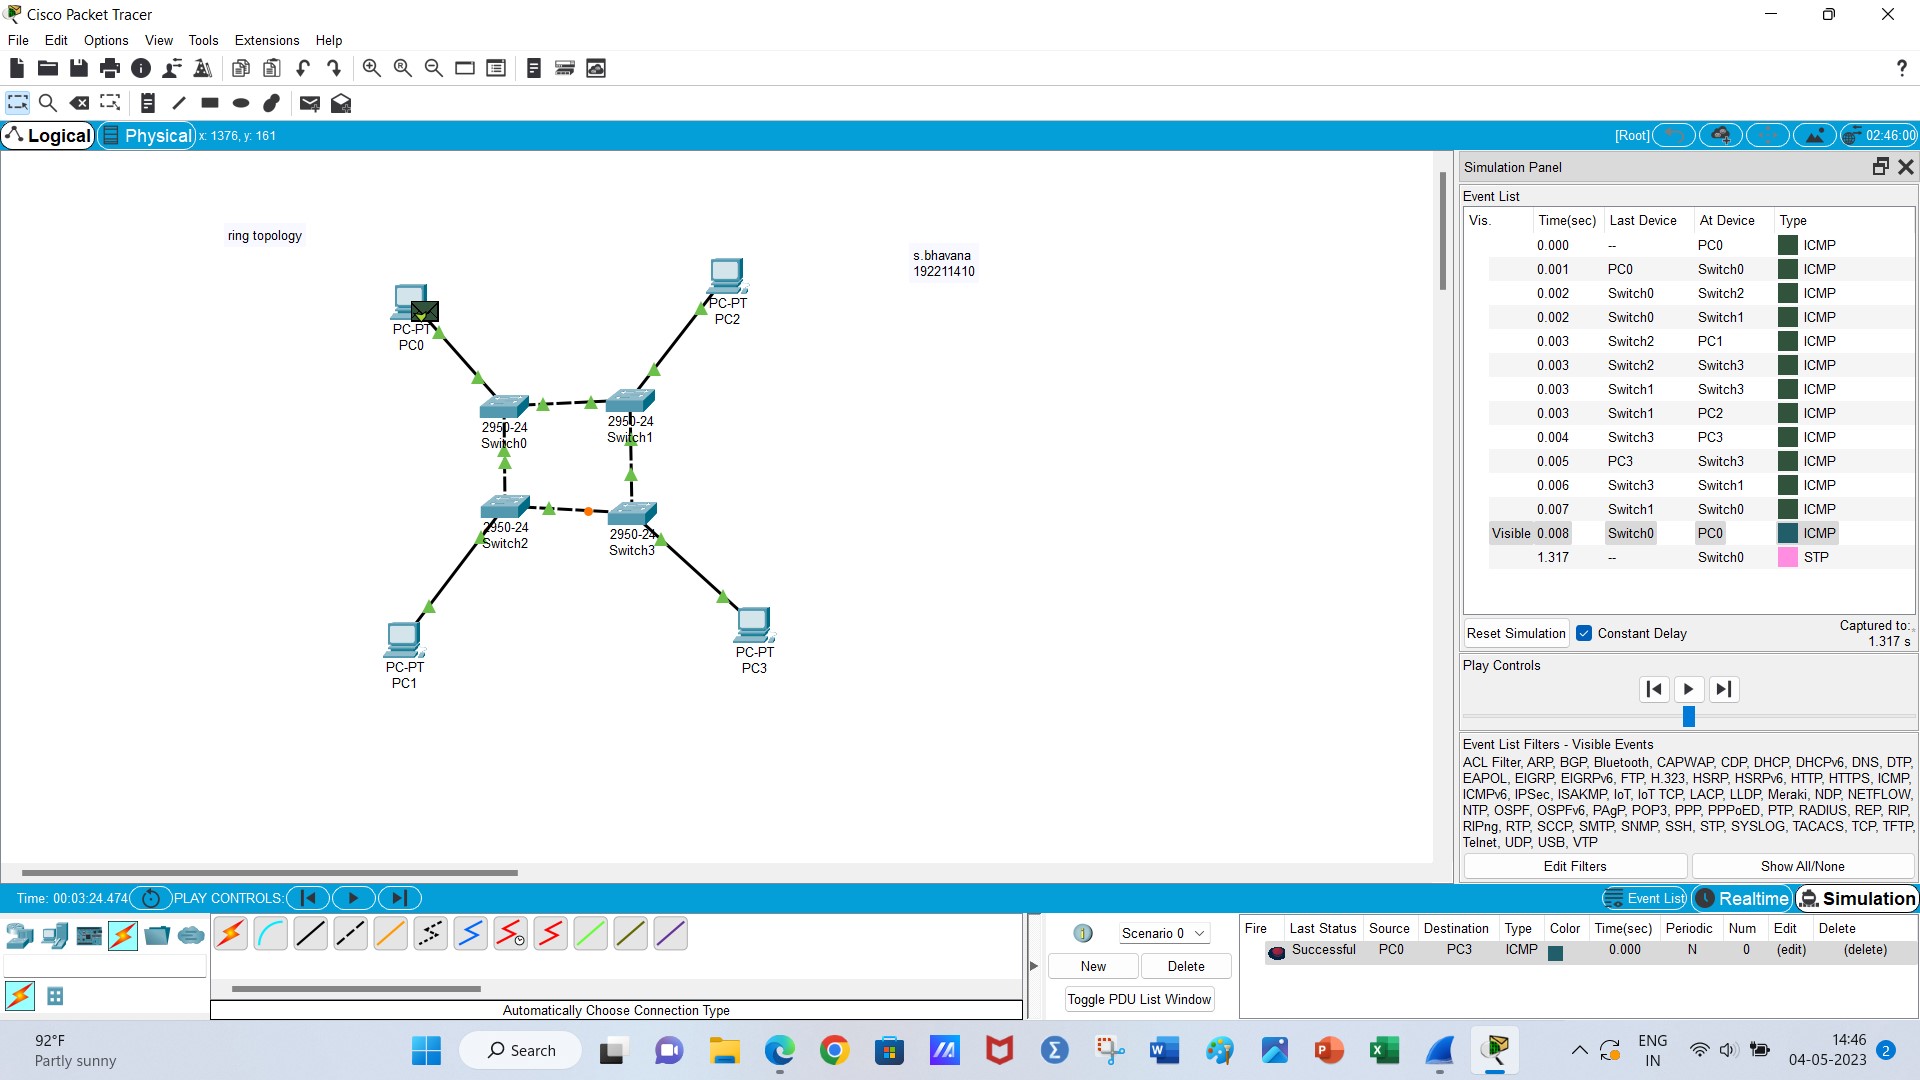 Cisco Packet Tracer
File Edit Options View Tools Extensions Help
Logical Physical x: 1376, y: 161 [Root] 02:46:00
ring topology
s.bhavana
192211410
PC-PT
PC0
PC-PT
PC2
2950-24
Switch0
2950-24
Switch1
2950-24
Switch2
2950-24
Switch3
PC-PT
PC1
PC-PT
PC3
Simulation Panel
Event List
Vis. Time(sec) Last Device At Device Type
0.000 -- PC0 ICMP
0.001 PC0 Switch0 ICMP
0.002 Switch0 Switch2 ICMP
0.002 Switch0 Switch1 ICMP
0.003 Switch2 PC1 ICMP
0.003 Switch2 Switch3 ICMP
0.003 Switch1 Switch3 ICMP
0.003 Switch1 PC2 ICMP
0.004 Switch3 PC3 ICMP
0.005 PC3 Switch3 ICMP
0.006 Switch3 Switch1 ICMP
0.007 Switch1 Switch0 ICMP
Visible 0.008 Switch0 PC0 ICMP
1.317 -- Switch0 STP
Reset Simulation Constant Delay Captured to:
1.317 s
Play Controls
Event List Filters - Visible Events
ACL Filter, ARP, BGP, Bluetooth, CAPWAP, CDP, DHCP, DHCPv6, DNS, DTP,
EAPOL, EIGRP, EIGRPv6, FTP, H.323, HSRP, HSRPv6, HTTP, HTTPS, ICMP,
ICMPv6, IPSec, ISAKMP, IoT, IoT TCP, LACP, LLDP, Meraki, NDP, NETFLOW,
NTP, OSPF, OSPFv6, PAgP, POP3, PPP, PPPoED, PTP, RADIUS, REP, RIP,
RIPng, RTP, SCCP, SMTP, SNMP, SSH, STP, SYSLOG, TACACS, TCP, TFTP,
Telnet, UDP, USB, VTP
Edit Filters Show All/None
Time: 00:03:24.474 PLAY CONTROLS: Event List Realtime Simulation
Scenario 0
New Delete
Toggle PDU List Window
Fire Last Status Source Destination Type Color Time(sec) Periodic Num Edit Delete
Successful PC0 PC3 ICMP 0.000 N 0 (edit) (delete)
Automatically Choose Connection Type
92°F
Partly sunny
Search
ENG
IN
14:46
04-05-2023
2